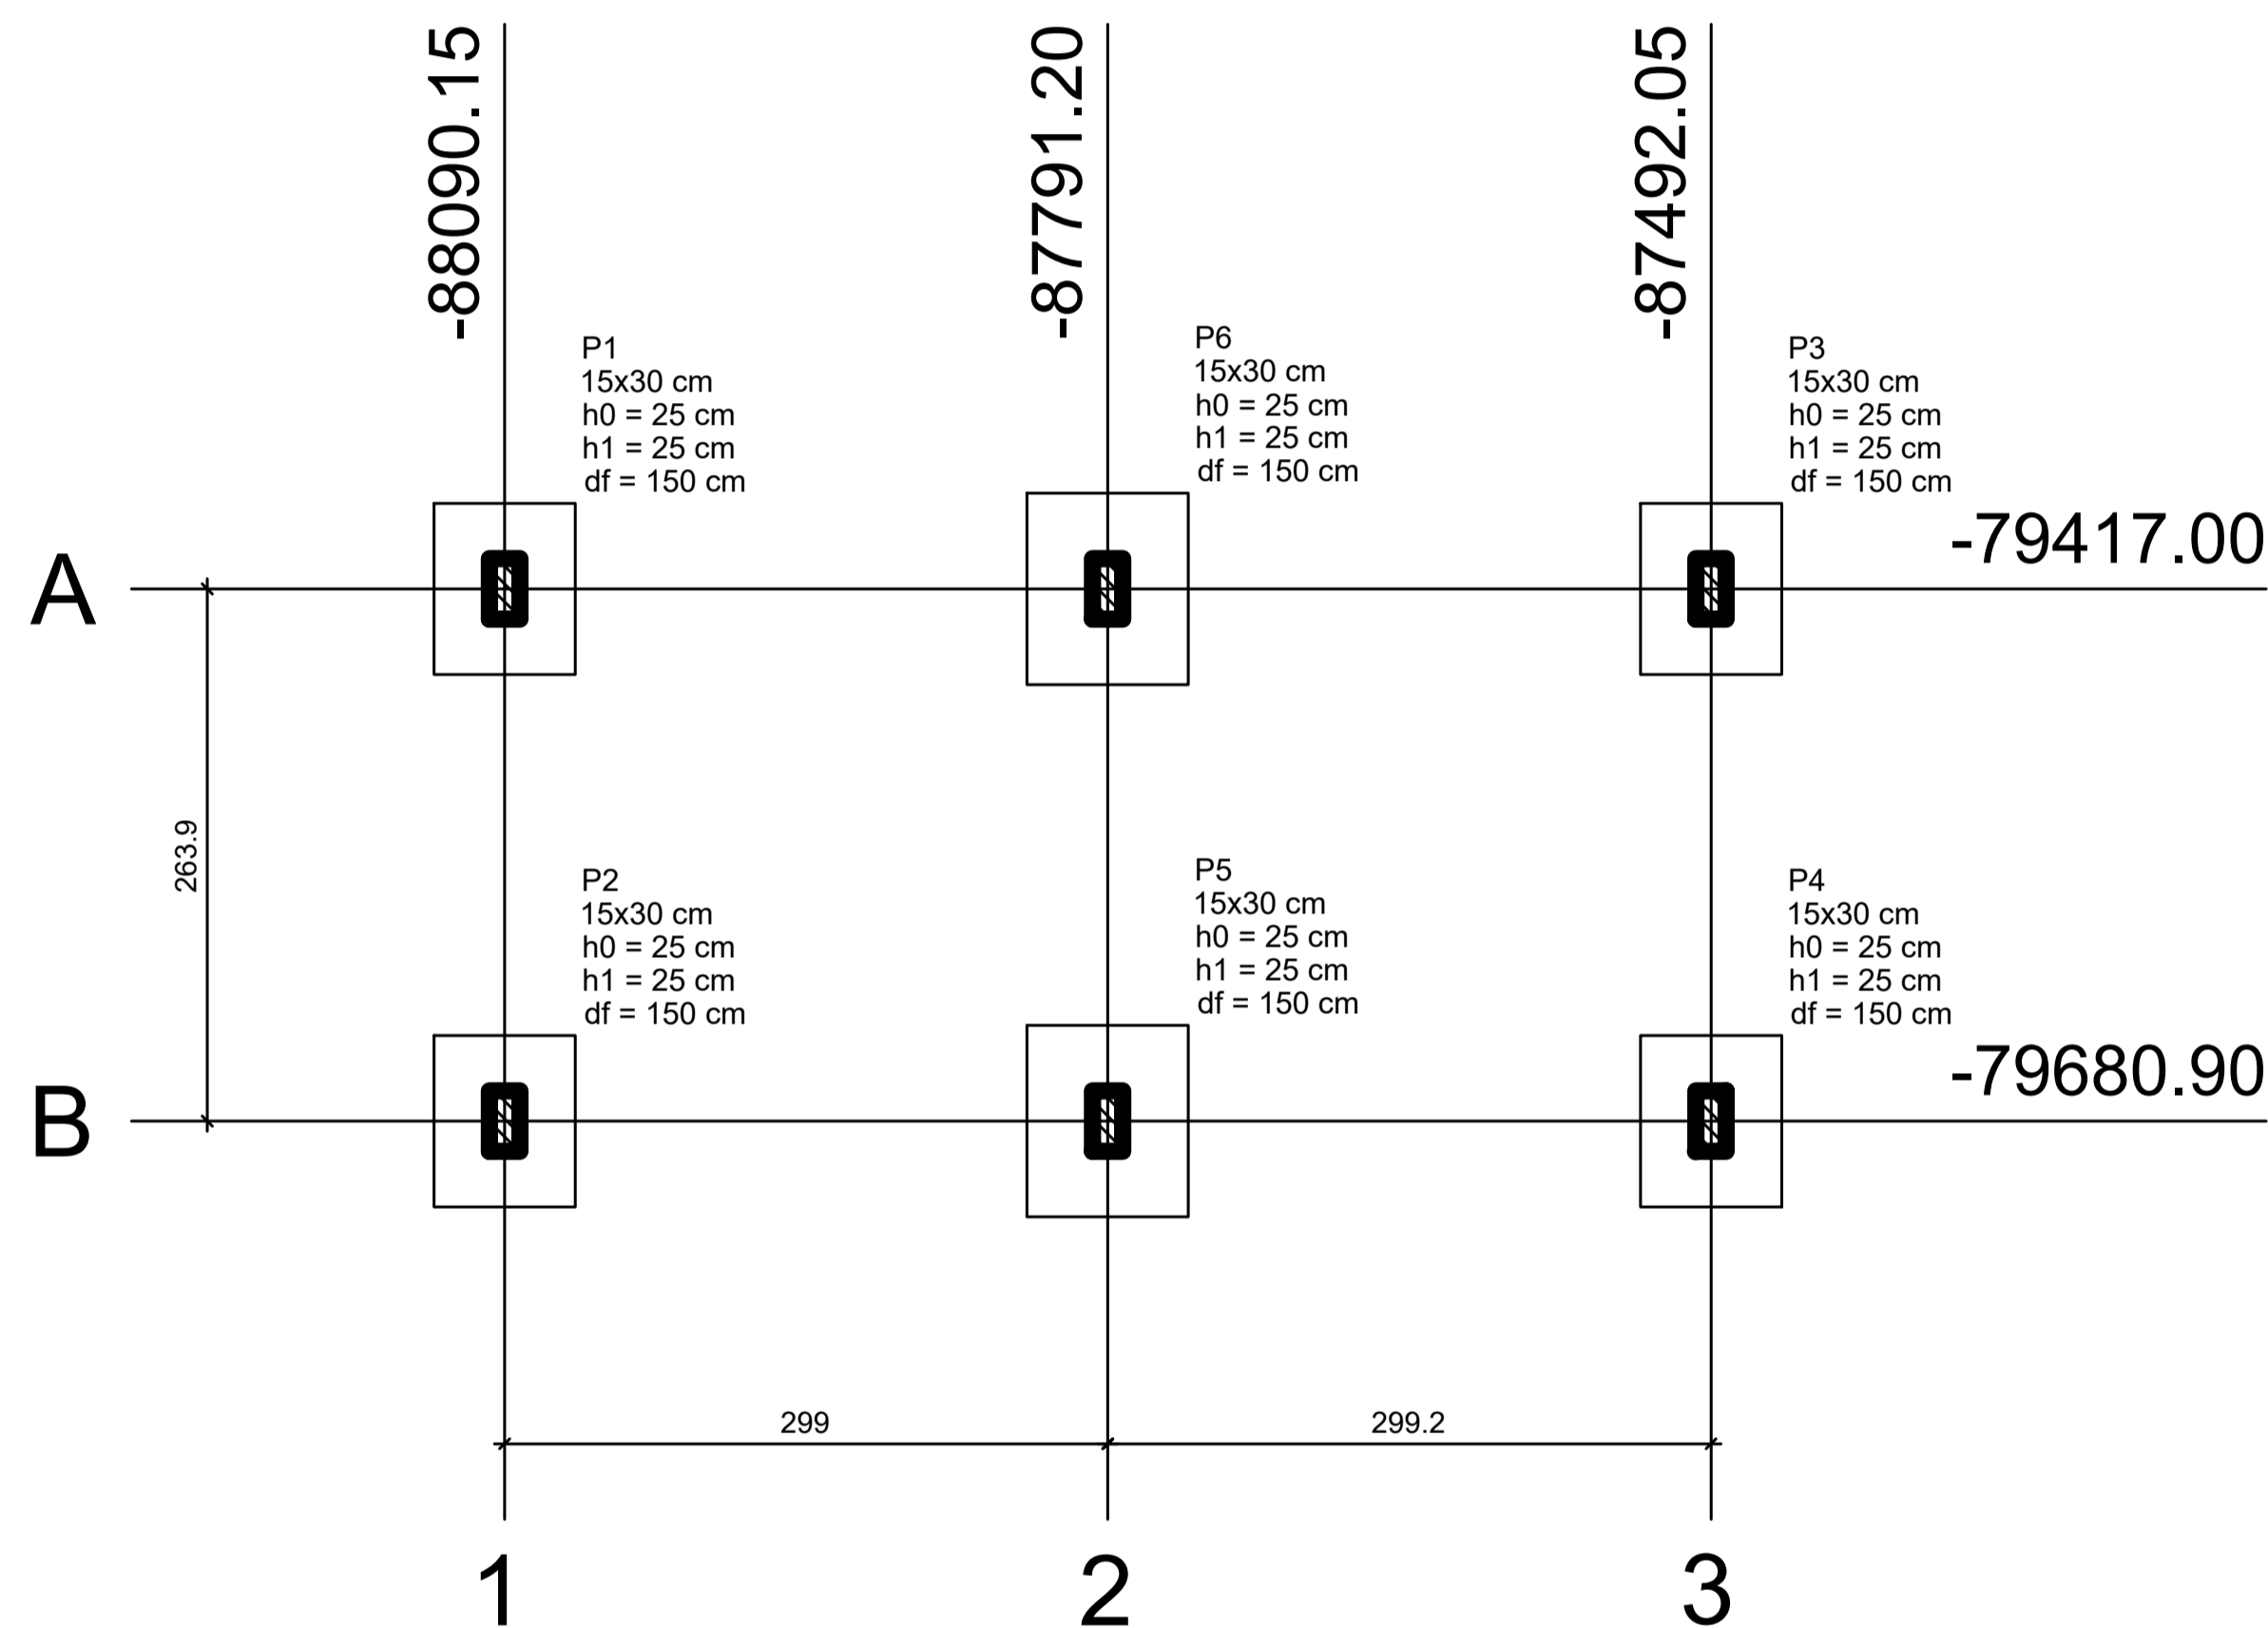 -88090.15
-87791.20
-87492.05
P1
15x30 cm
h0 = 25 cm
h1 = 25 cm
df = 150 cm
P6
15x30 cm
h0 = 25 cm
h1 = 25 cm
df = 150 cm
P3
15x30 cm
h0 = 25 cm
h1 = 25 cm
df = 150 cm
A
-79417.00
263.9
P2
15x30 cm
h0 = 25 cm
h1 = 25 cm
df = 150 cm
P5
15x30 cm
h0 = 25 cm
h1 = 25 cm
df = 150 cm
P4
15x30 cm
h0 = 25 cm
h1 = 25 cm
df = 150 cm
B
-79680.90
299
299.2
1
2
3